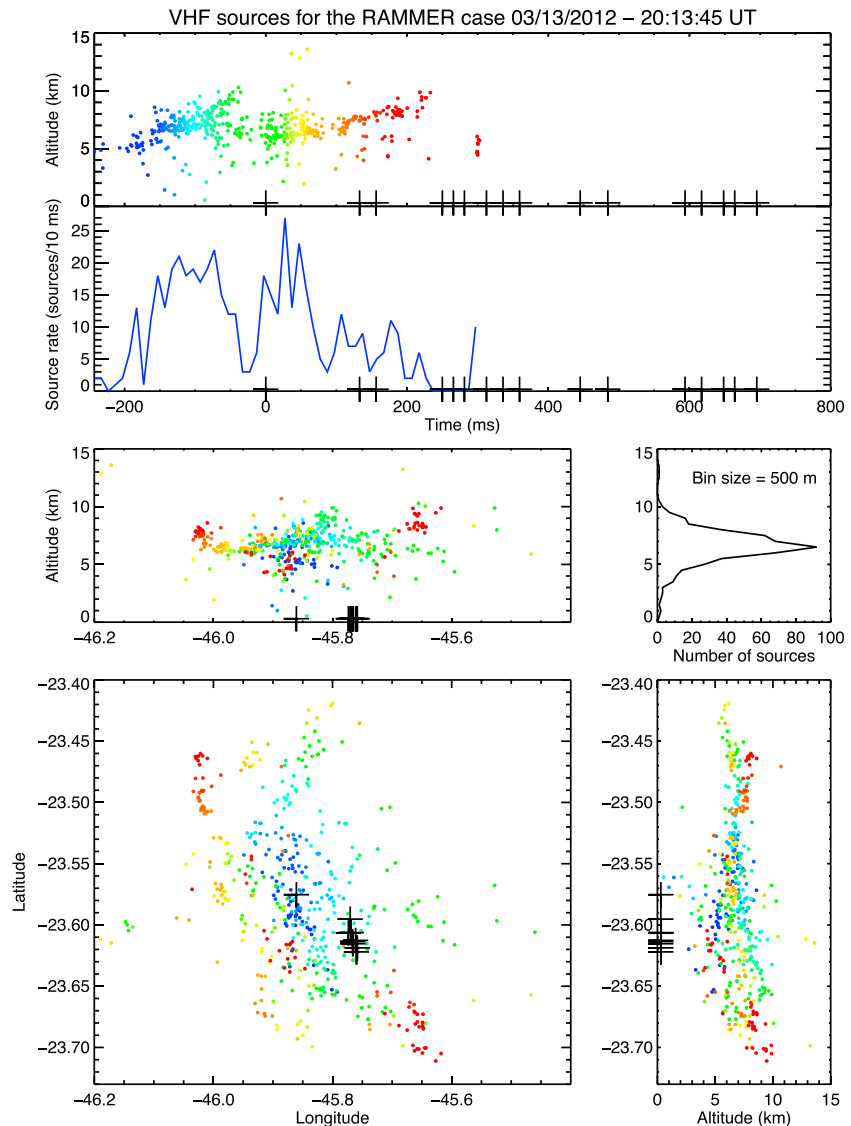 VHF sources for the RAMMER case 03/13/2012 − 20:13:45 UT
Altitude (km)
15
10
5
0
Source rate (sources/10 ms)
25
20
15
10
5
0
−200 0 200 400 600 800
Time (ms)
Altitude (km)
15
10
5
0
−46.2 −46.0 −45.8 −45.6
Bin size = 500 m
15
10
5
0
0 20 40 60 80 100
Number of sources
Latitude
−23.40
−23.45
−23.50
−23.55
−23.60
−23.65
−23.70
−46.2 −46.0 −45.8 −45.6
Longitude
−23.40
−23.45
−23.50
−23.55
−23.60
−23.65
−23.70
0 5 10 15
Altitude (km)